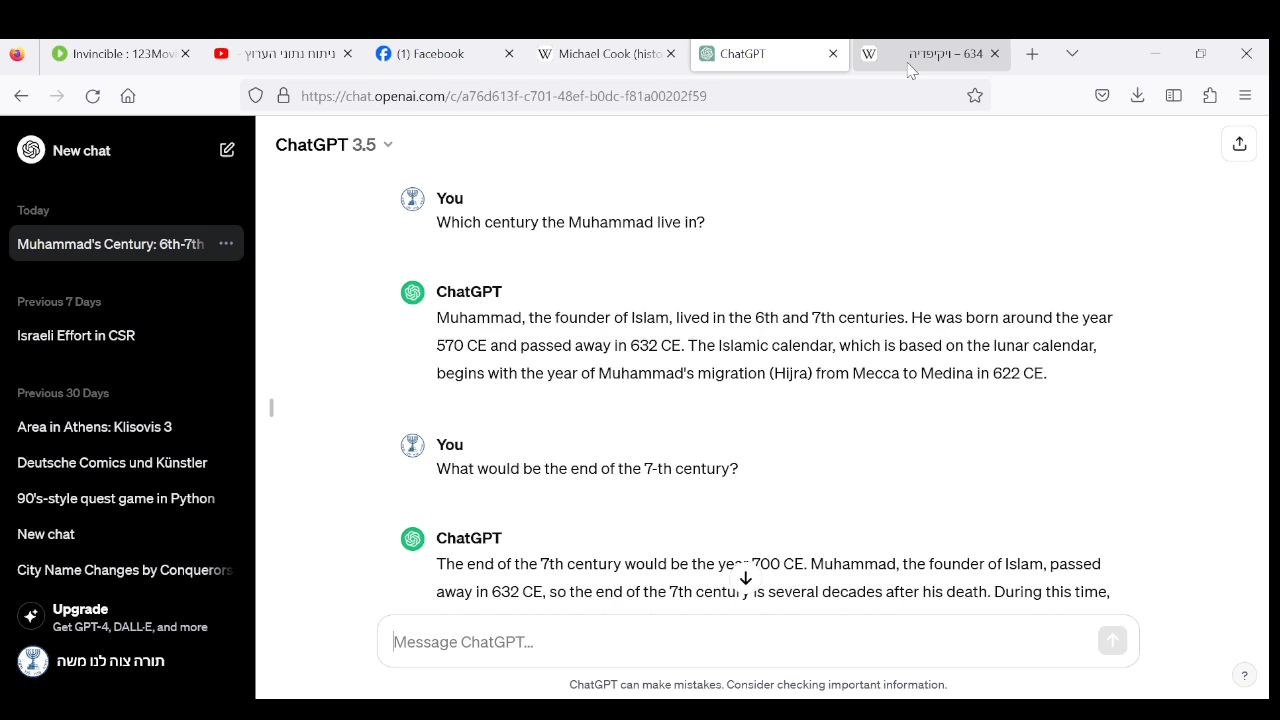 Invincible : 123Movi
ניתוח נתוני הערוץ -
(1) Facebook
Michael Cook (histo
ChatGPT
634 – ויקיפדיה
https://chat.openai.com/c/a76d613f-c701-48ef-b0dc-f81a00202f59
New chat
Today
Muhammad's Century: 6th-7th
Previous 7 Days
Israeli Effort in CSR
Previous 30 Days
Area in Athens: Klisovis 3
Deutsche Comics und Künstler
90's-style quest game in Python
New chat
City Name Changes by Conquerors
Upgrade
Get GPT-4, DALL·E, and more
תורה צוה לנו משה
ChatGPT 3.5
You
Which century the Muhammad live in?
ChatGPT
Muhammad, the founder of Islam, lived in the 6th and 7th centuries. He was born around the year
570 CE and passed away in 632 CE. The Islamic calendar, which is based on the lunar calendar,
begins with the year of Muhammad's migration (Hijra) from Mecca to Medina in 622 CE.
You
What would be the end of the 7-th century?
ChatGPT
The end of the 7th century would be the year 700 CE. Muhammad, the founder of Islam, passed
away in 632 CE, so the end of the 7th century is several decades after his death. During this time,
Message ChatGPT…
ChatGPT can make mistakes. Consider checking important information.
?